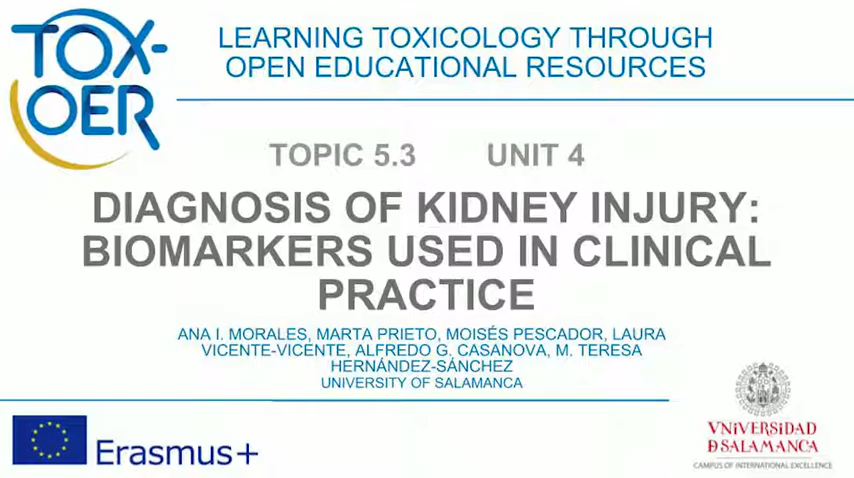 TOX-
OER
LEARNING TOXICOLOGY THROUGH
OPEN EDUCATIONAL RESOURCES
TOPIC 5.3 UNIT 4
DIAGNOSIS OF KIDNEY INJURY:
BIOMARKERS USED IN CLINICAL
PRACTICE
ANA I. MORALES, MARTA PRIETO, MOISÉS PESCADOR, LAURA
VICENTE-VICENTE, ALFREDO G. CASANOVA, M. TERESA
HERNÁNDEZ-SÁNCHEZ
UNIVERSITY OF SALAMANCA
Erasmus+
VNiVERSiDAD
DSALAMANCA
CAMPUS OF INTERNATIONAL EXCELLENCE